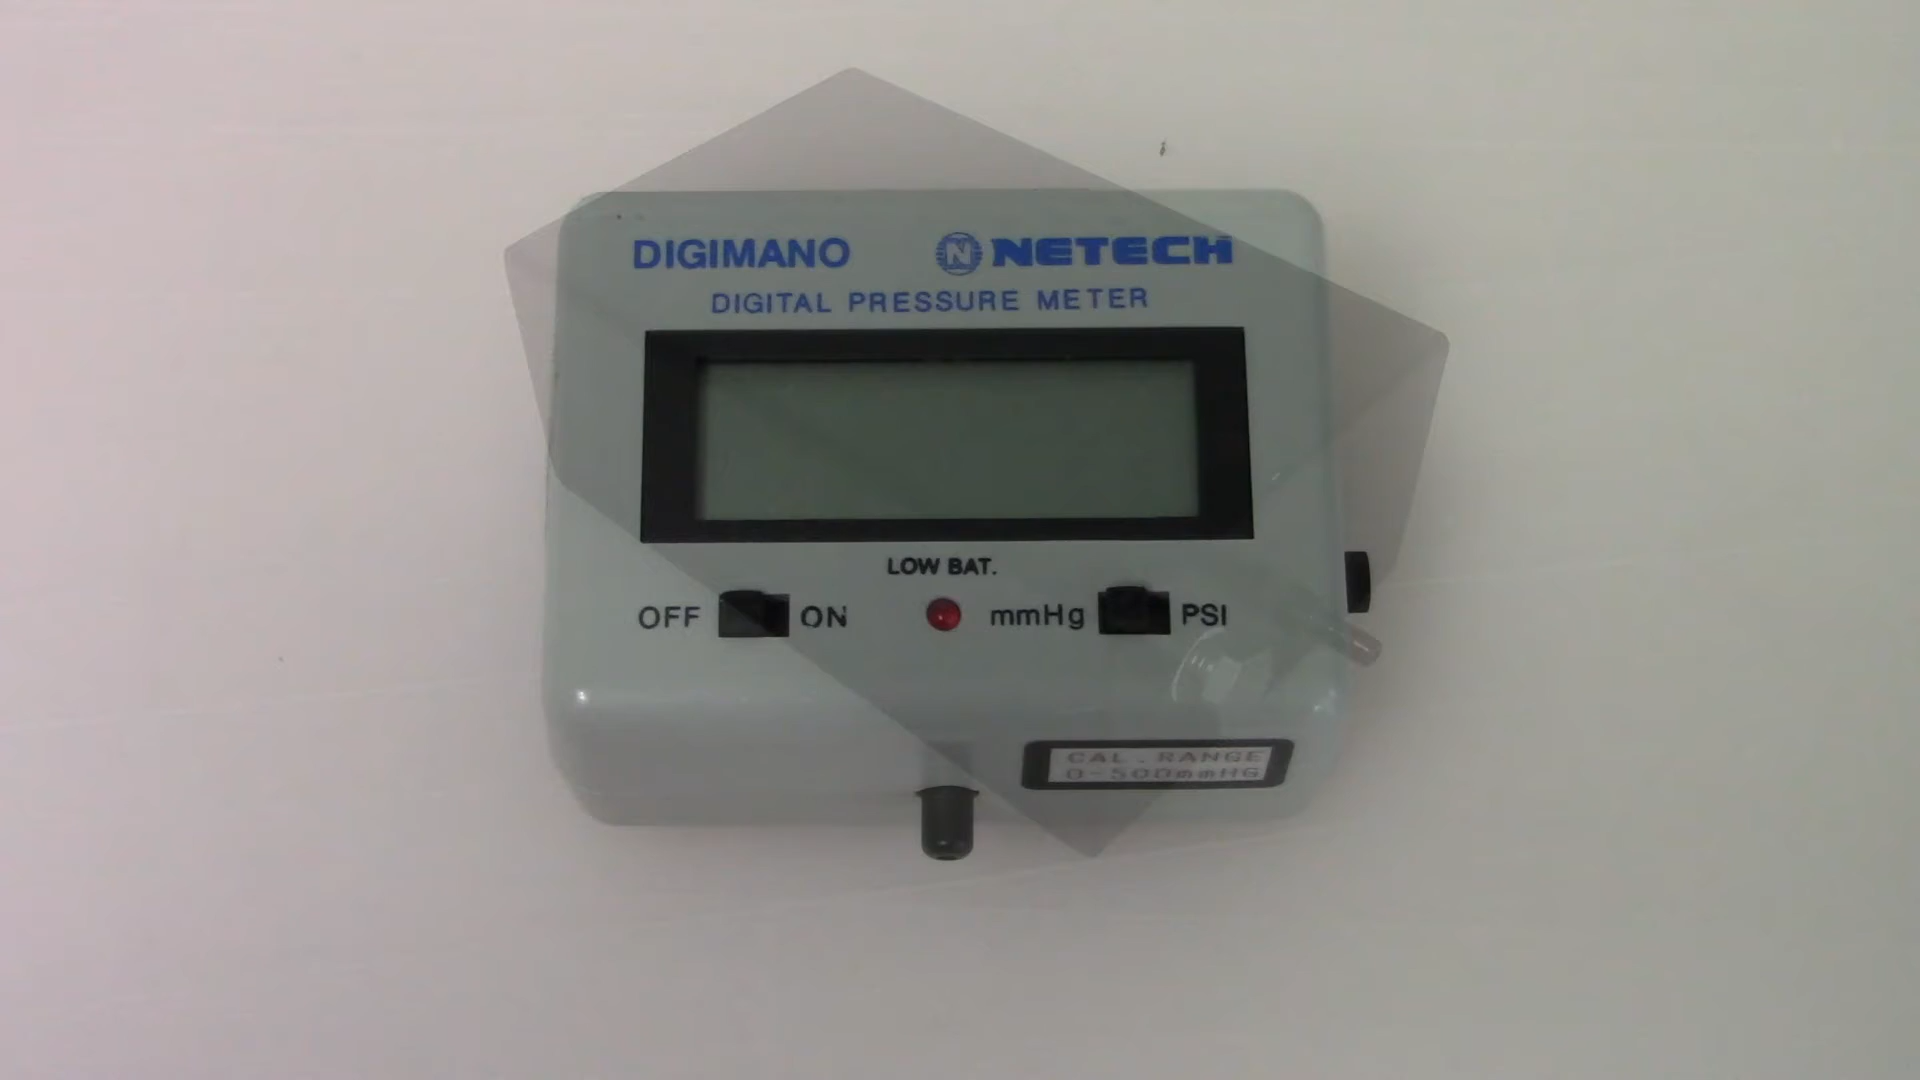 DIGIMANO N NETECH
DIGITAL PRESSURE METER
LOW BAT.
OFF ON mmHg PSI
CAL.RANGE
0-500mmHG